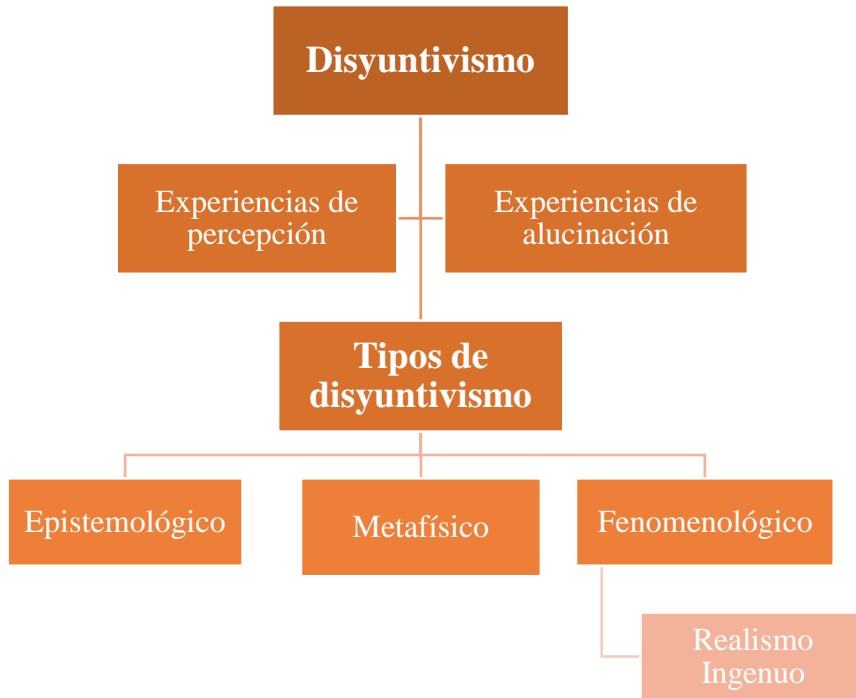 Disyuntivismo
Experiencias de
percepción
Experiencias de
alucinación
Tipos de
disyuntivismo
Epistemológico
Metafísico
Fenomenológico
Realismo
Ingenuo